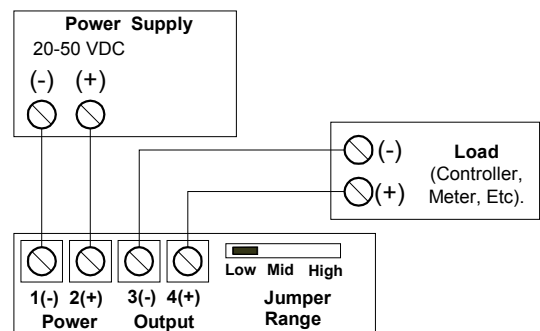 Power Supply
20-50 VDC
(-) (+)
(-)
(+)
Load
(Controller,
Meter, Etc).
Low Mid High
1(-) 2(+) 3(-) 4(+)
Power Output
Jumper
Range